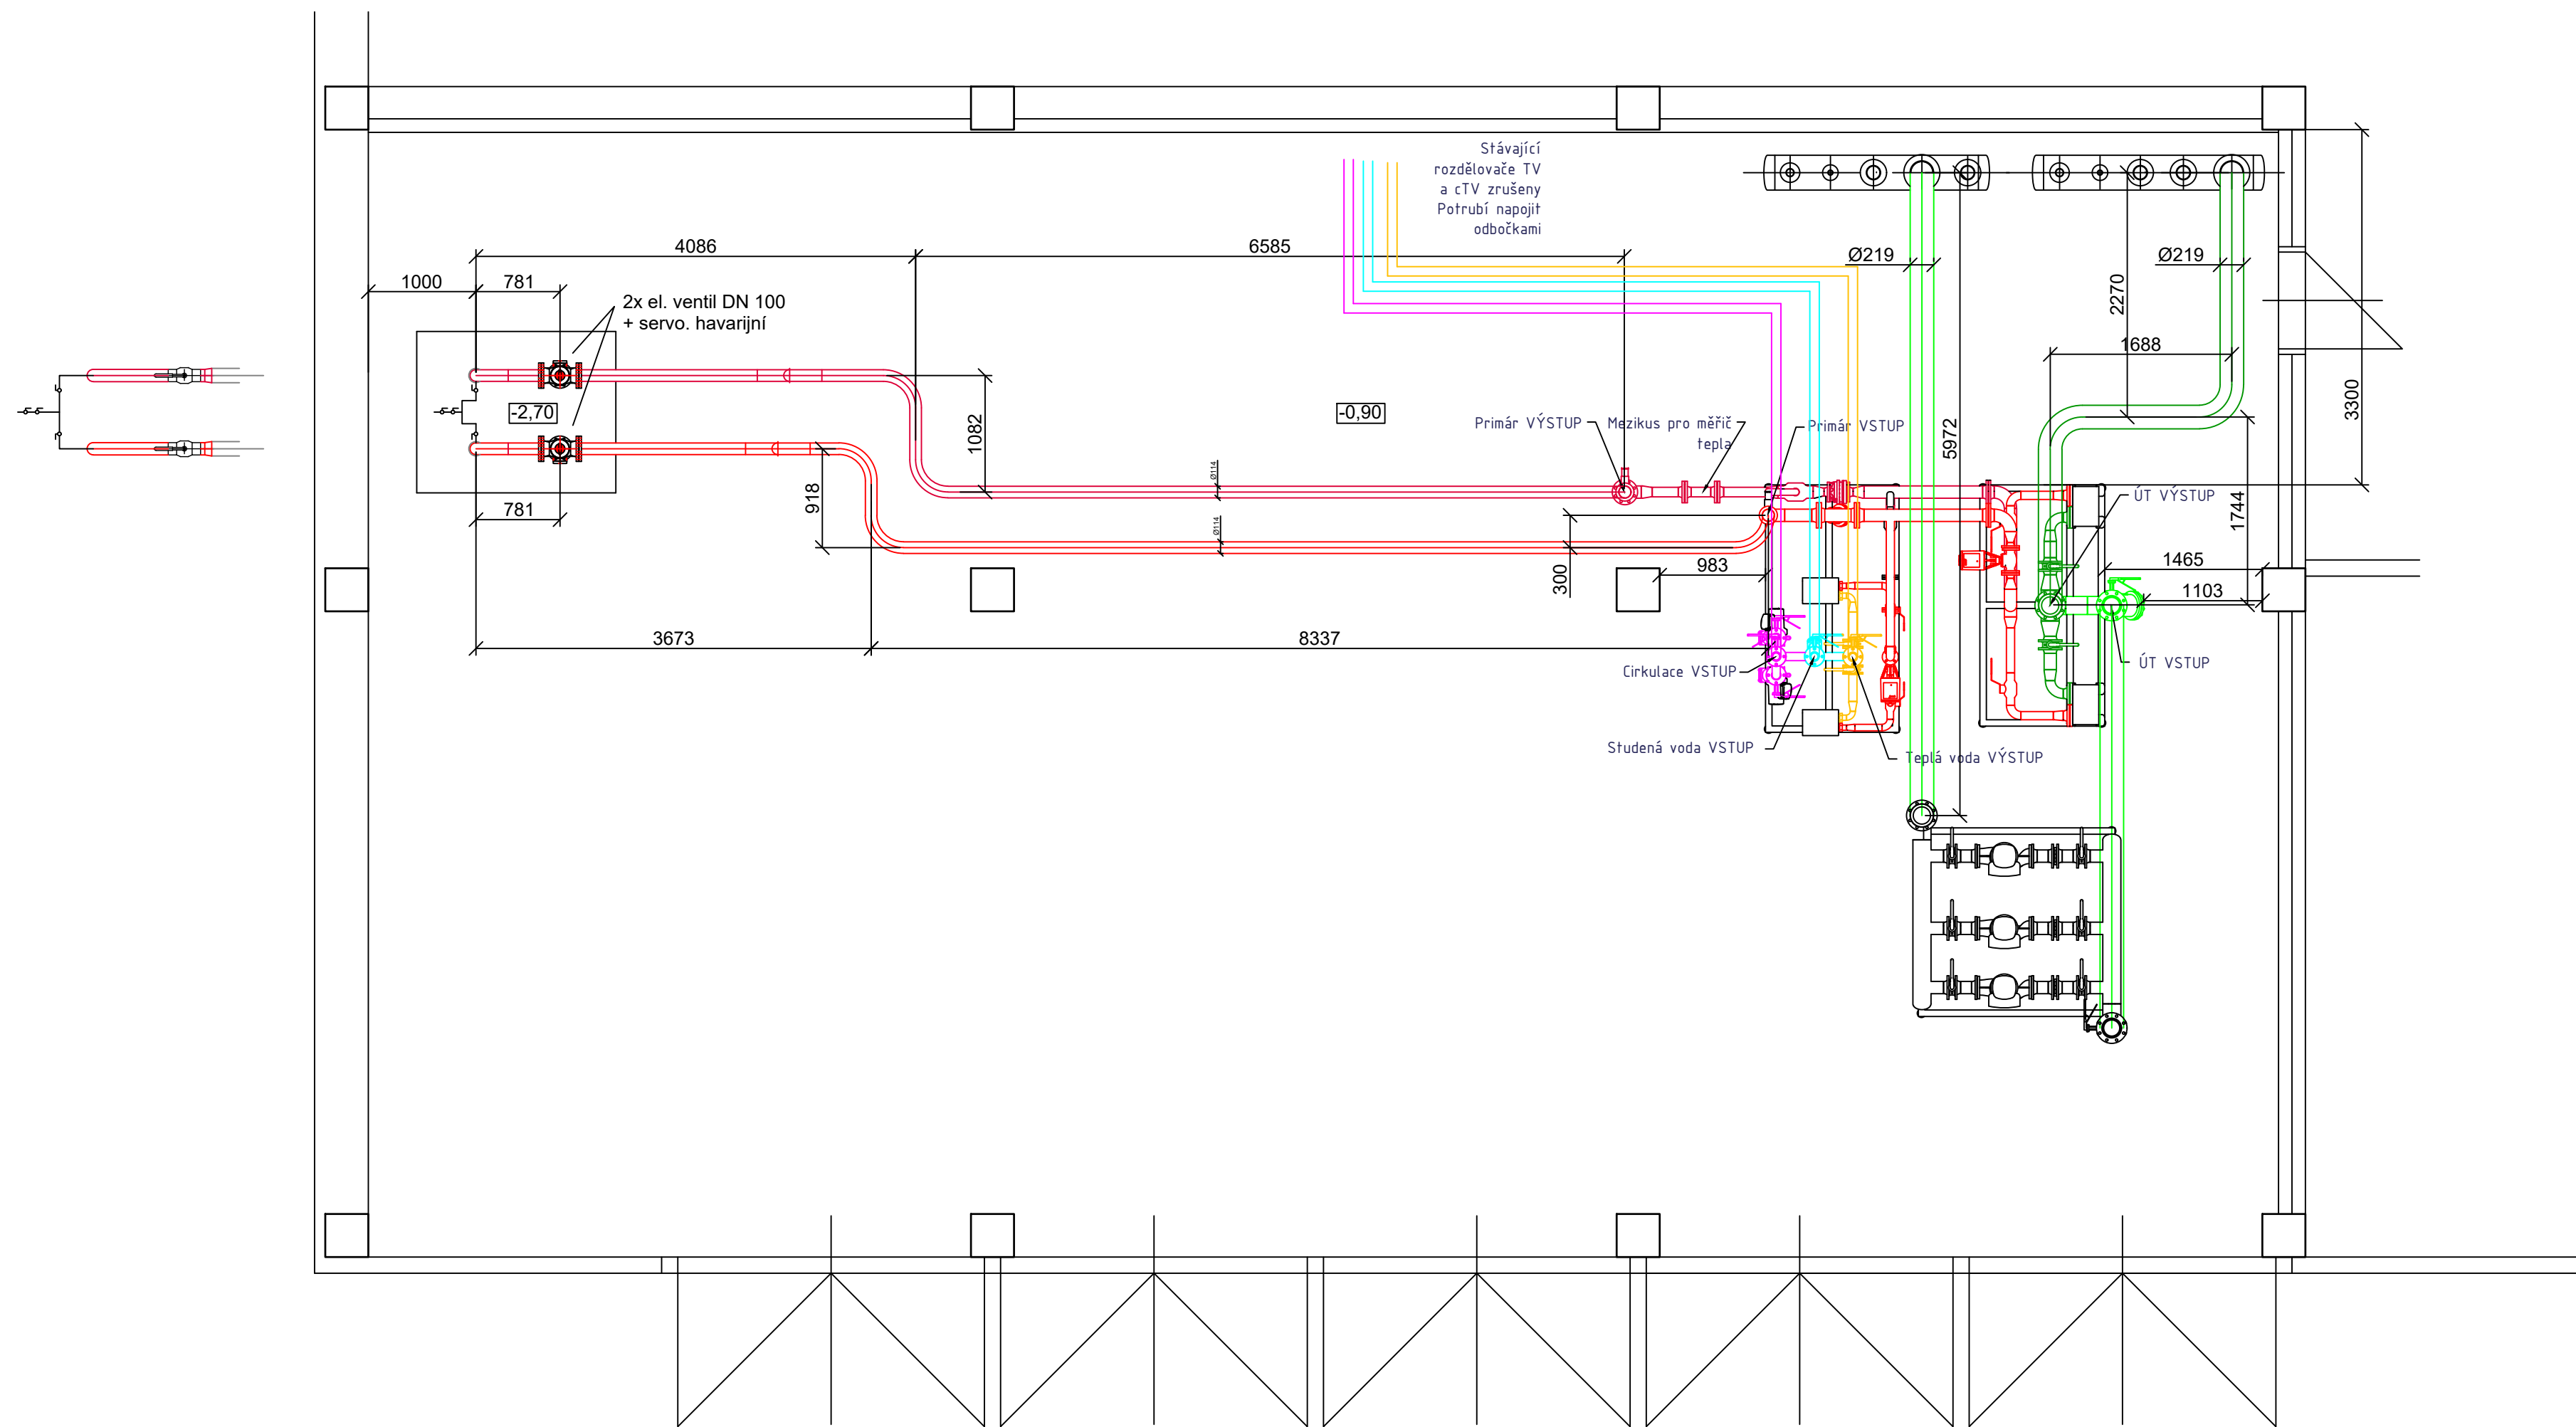 Stávající
rozdělovače TV
a cTV zrušeny
Potrubí napojit
odbočkami
4086
6585
Ø219
Ø219
1000
781
2x el. ventil DN 100
+ servo. havarijní
2270
1688
3300
-2,70
-0,90
1082
Primár VÝSTUP
Mezikus pro měřič
tepla
Primár VSTUP
5972
918
Ø114
781
Ø114
ÚT VÝSTUP
1744
983
300
1465
1103
3673
8337
Cirkulace VSTUP
ÚT VSTUP
Studená voda VSTUP
Teplá voda VÝSTUP